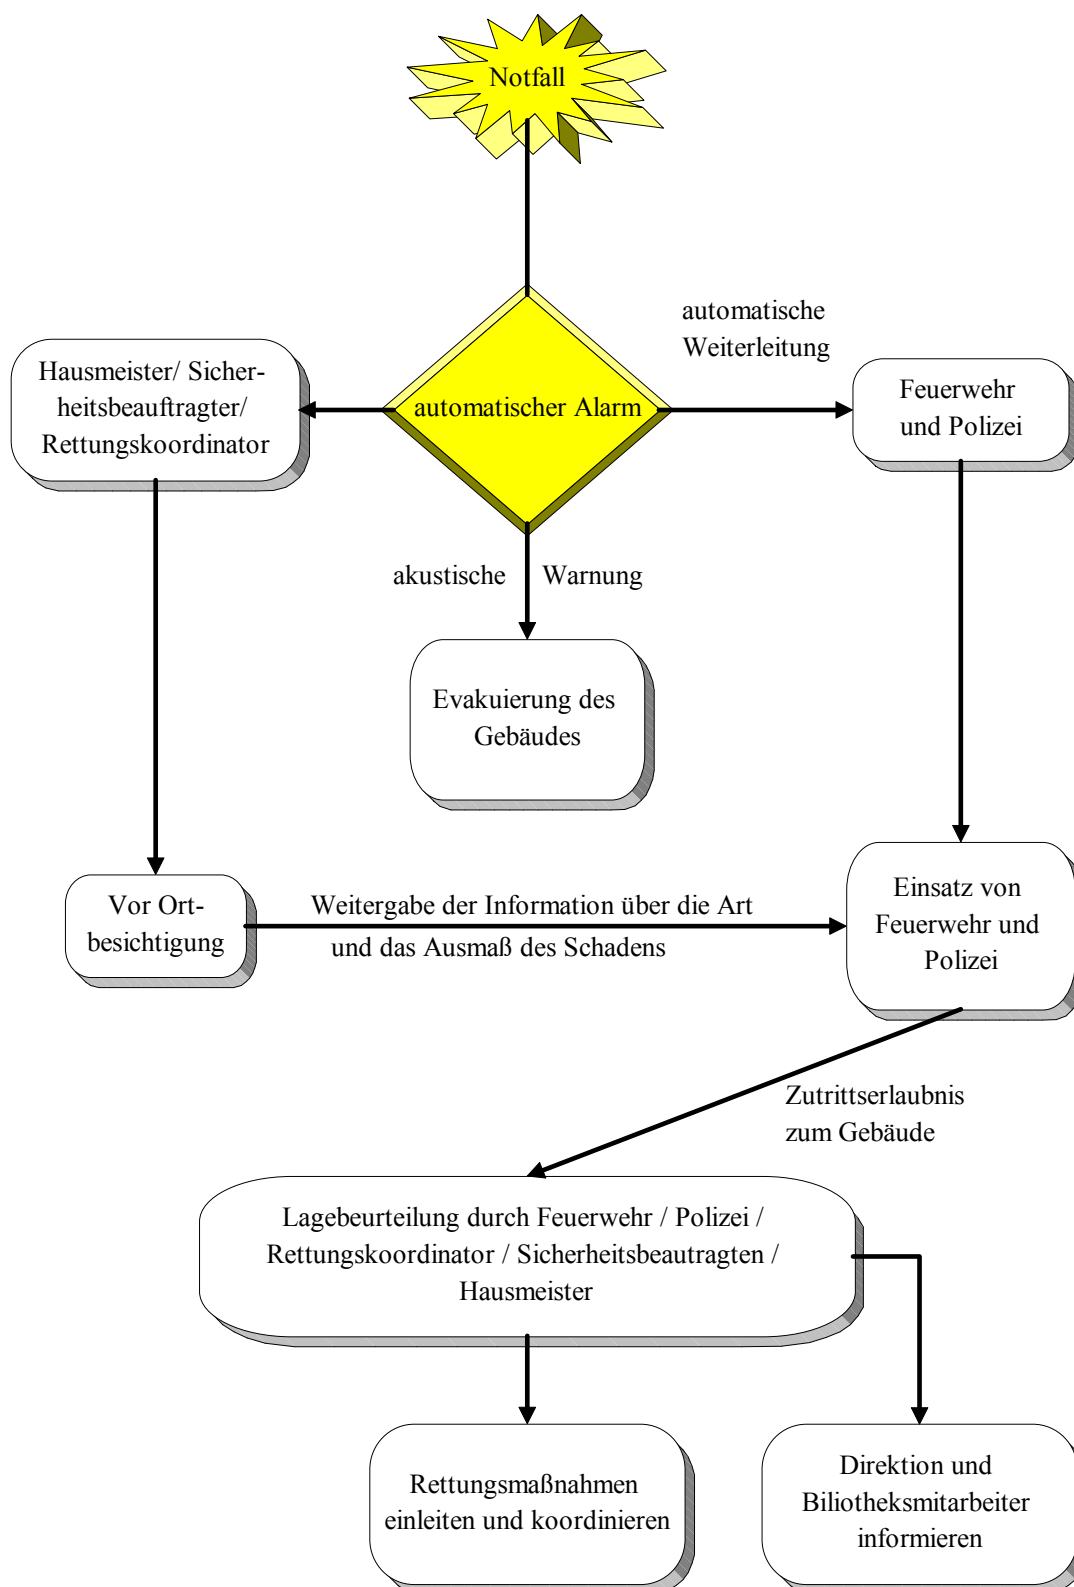 Notfall
automatische
Weiterleitung
Hausmeister/ Sicher-
heitsbeauftragter/
Rettungskoordinator
automatischer Alarm
Feuerwehr
und Polizei
akustische Warnung
Evakuierung des
Gebäudes
Vor Ort-
besichtigung
Weitergabe der Information über die Art
und das Ausmaß des Schadens
Einsatz von
Feuerwehr und
Polizei
Zutrittserlaubnis
zum Gebäude
Lagebeurteilung durch Feuerwehr / Polizei /
Rettungskoordinator / Sicherheitsbeautragten /
Hausmeister
Rettungsmaßnahmen
einleiten und koordinieren
Direktion und
Biliotheksmitarbeiter
informieren